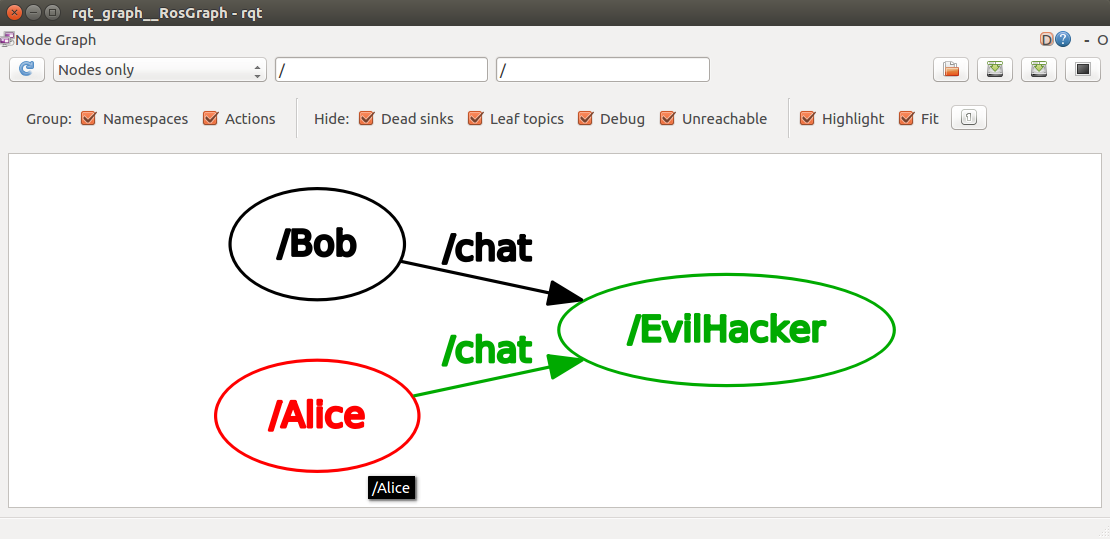 rqt_graph__RosGraph - rqt
Node Graph
D ? - O
Nodes only / /
Group: Namespaces Actions Hide: Dead sinks Leaf topics Debug Unreachable Highlight Fit
/Bob
/chat
/EvilHacker
/chat
/Alice
/Alice